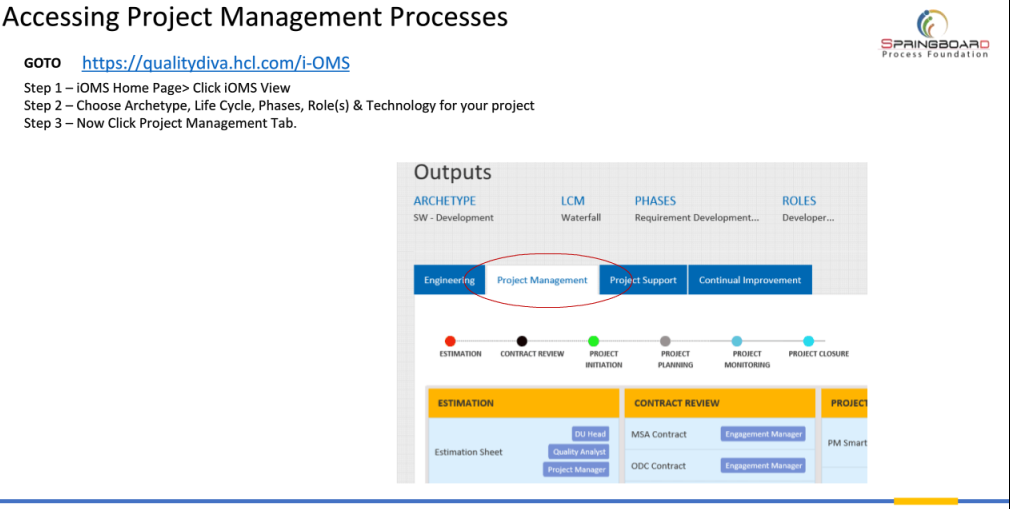 Accessing Project Management Processes
SPRINGBOARD
Process Foundation
GOTO https://qualitydiva.hcl.com/i-OMS
Step 1 – iOMS Home Page> Click iOMS View
Step 2 – Choose Archetype, Life Cycle, Phases, Role(s) & Technology for your project
Step 3 – Now Click Project Management Tab.
Outputs
ARCHETYPE LCM PHASES ROLES
SW - Development Waterfall Requirement Development... Developer...
Engineering Project Management Project Support Continual Improvement
ESTIMATION CONTRACT REVIEW PROJECT INITIATION PROJECT PLANNING PROJECT MONITORING PROJECT CLOSURE
ESTIMATION CONTRACT REVIEW PROJECT
Estimation Sheet
DU Head
Quality Analyst
Project Manager
MSA Contract Engagement Manager
ODC Contract Engagement Manager
PM Smart